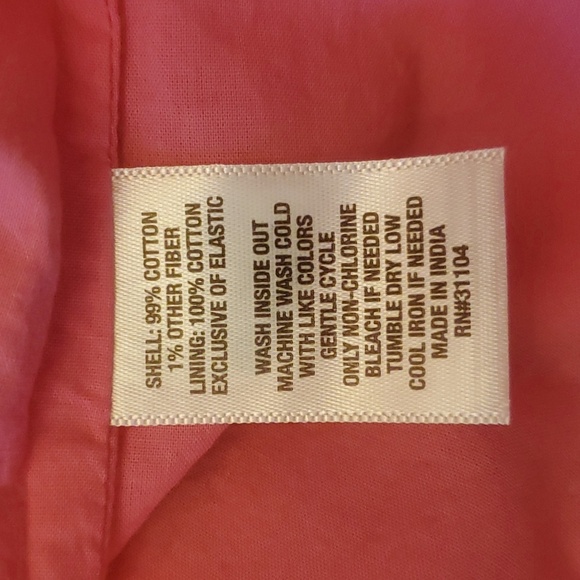 SHELL: 99% COTTON
1% OTHER FIBER
LINING: 100% COTTON
EXCLUSIVE OF ELASTIC
WASH INSIDE OUT
MACHINE WASH COLD
WITH LIKE COLORS
GENTLE CYCLE
ONLY NON-CHLORINE
BLEACH IF NEEDED
TUMBLE DRY LOW
COOL IRON IF NEEDED
MADE IN INDIA
RN#31104